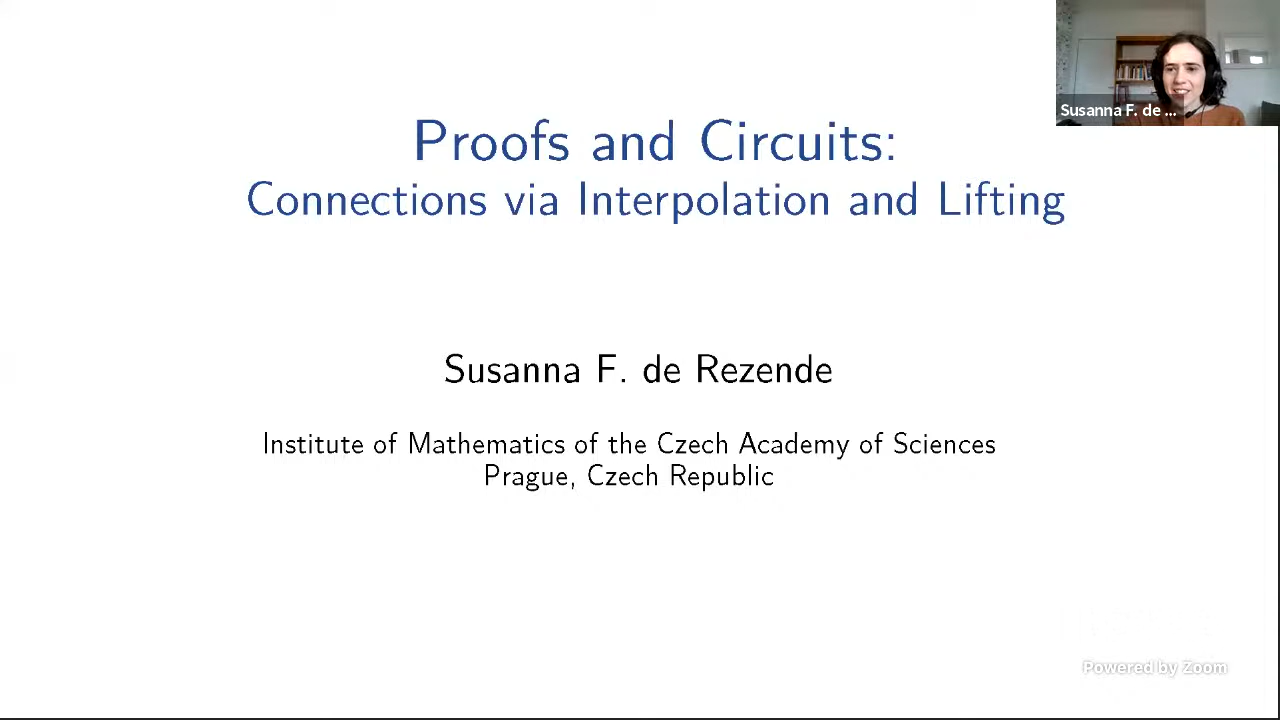 Proofs and Circuits:
Connections via Interpolation and Lifting
Susanna F. de Rezende
Institute of Mathematics of the Czech Academy of Sciences
Prague, Czech Republic
Susanna F. de ...
Powered by Zoom